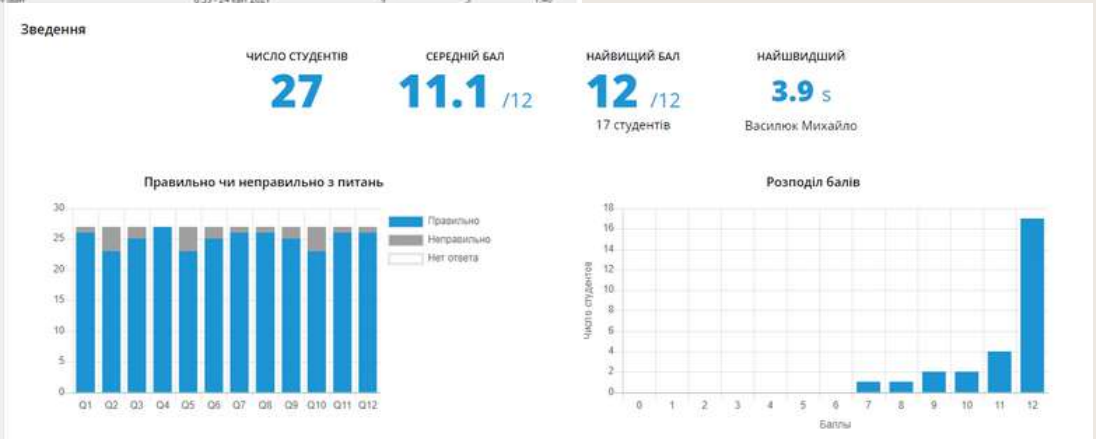 Зведення
ЧИСЛО СТУДЕНТІВ
27
СЕРЕДНІЙ БАЛ
11.1 /12
НАЙВИЩИЙ БАЛ
12 /12
17 студентів
НАЙШВИДШИЙ
3.9 s
Василюк Михайло
Правильно чи неправильно з питань
30
25
20
15
10
5
0
Q1 Q2 Q3 Q4 Q5 Q6 Q7 Q8 Q9 Q10 Q11 Q12
Правильно
Неправильно
Нет ответа
Розподіл балів
Число студентов
18
16
14
12
10
8
6
4
2
0
0 1 2 3 4 5 6 7 8 9 10 11 12
Баллы